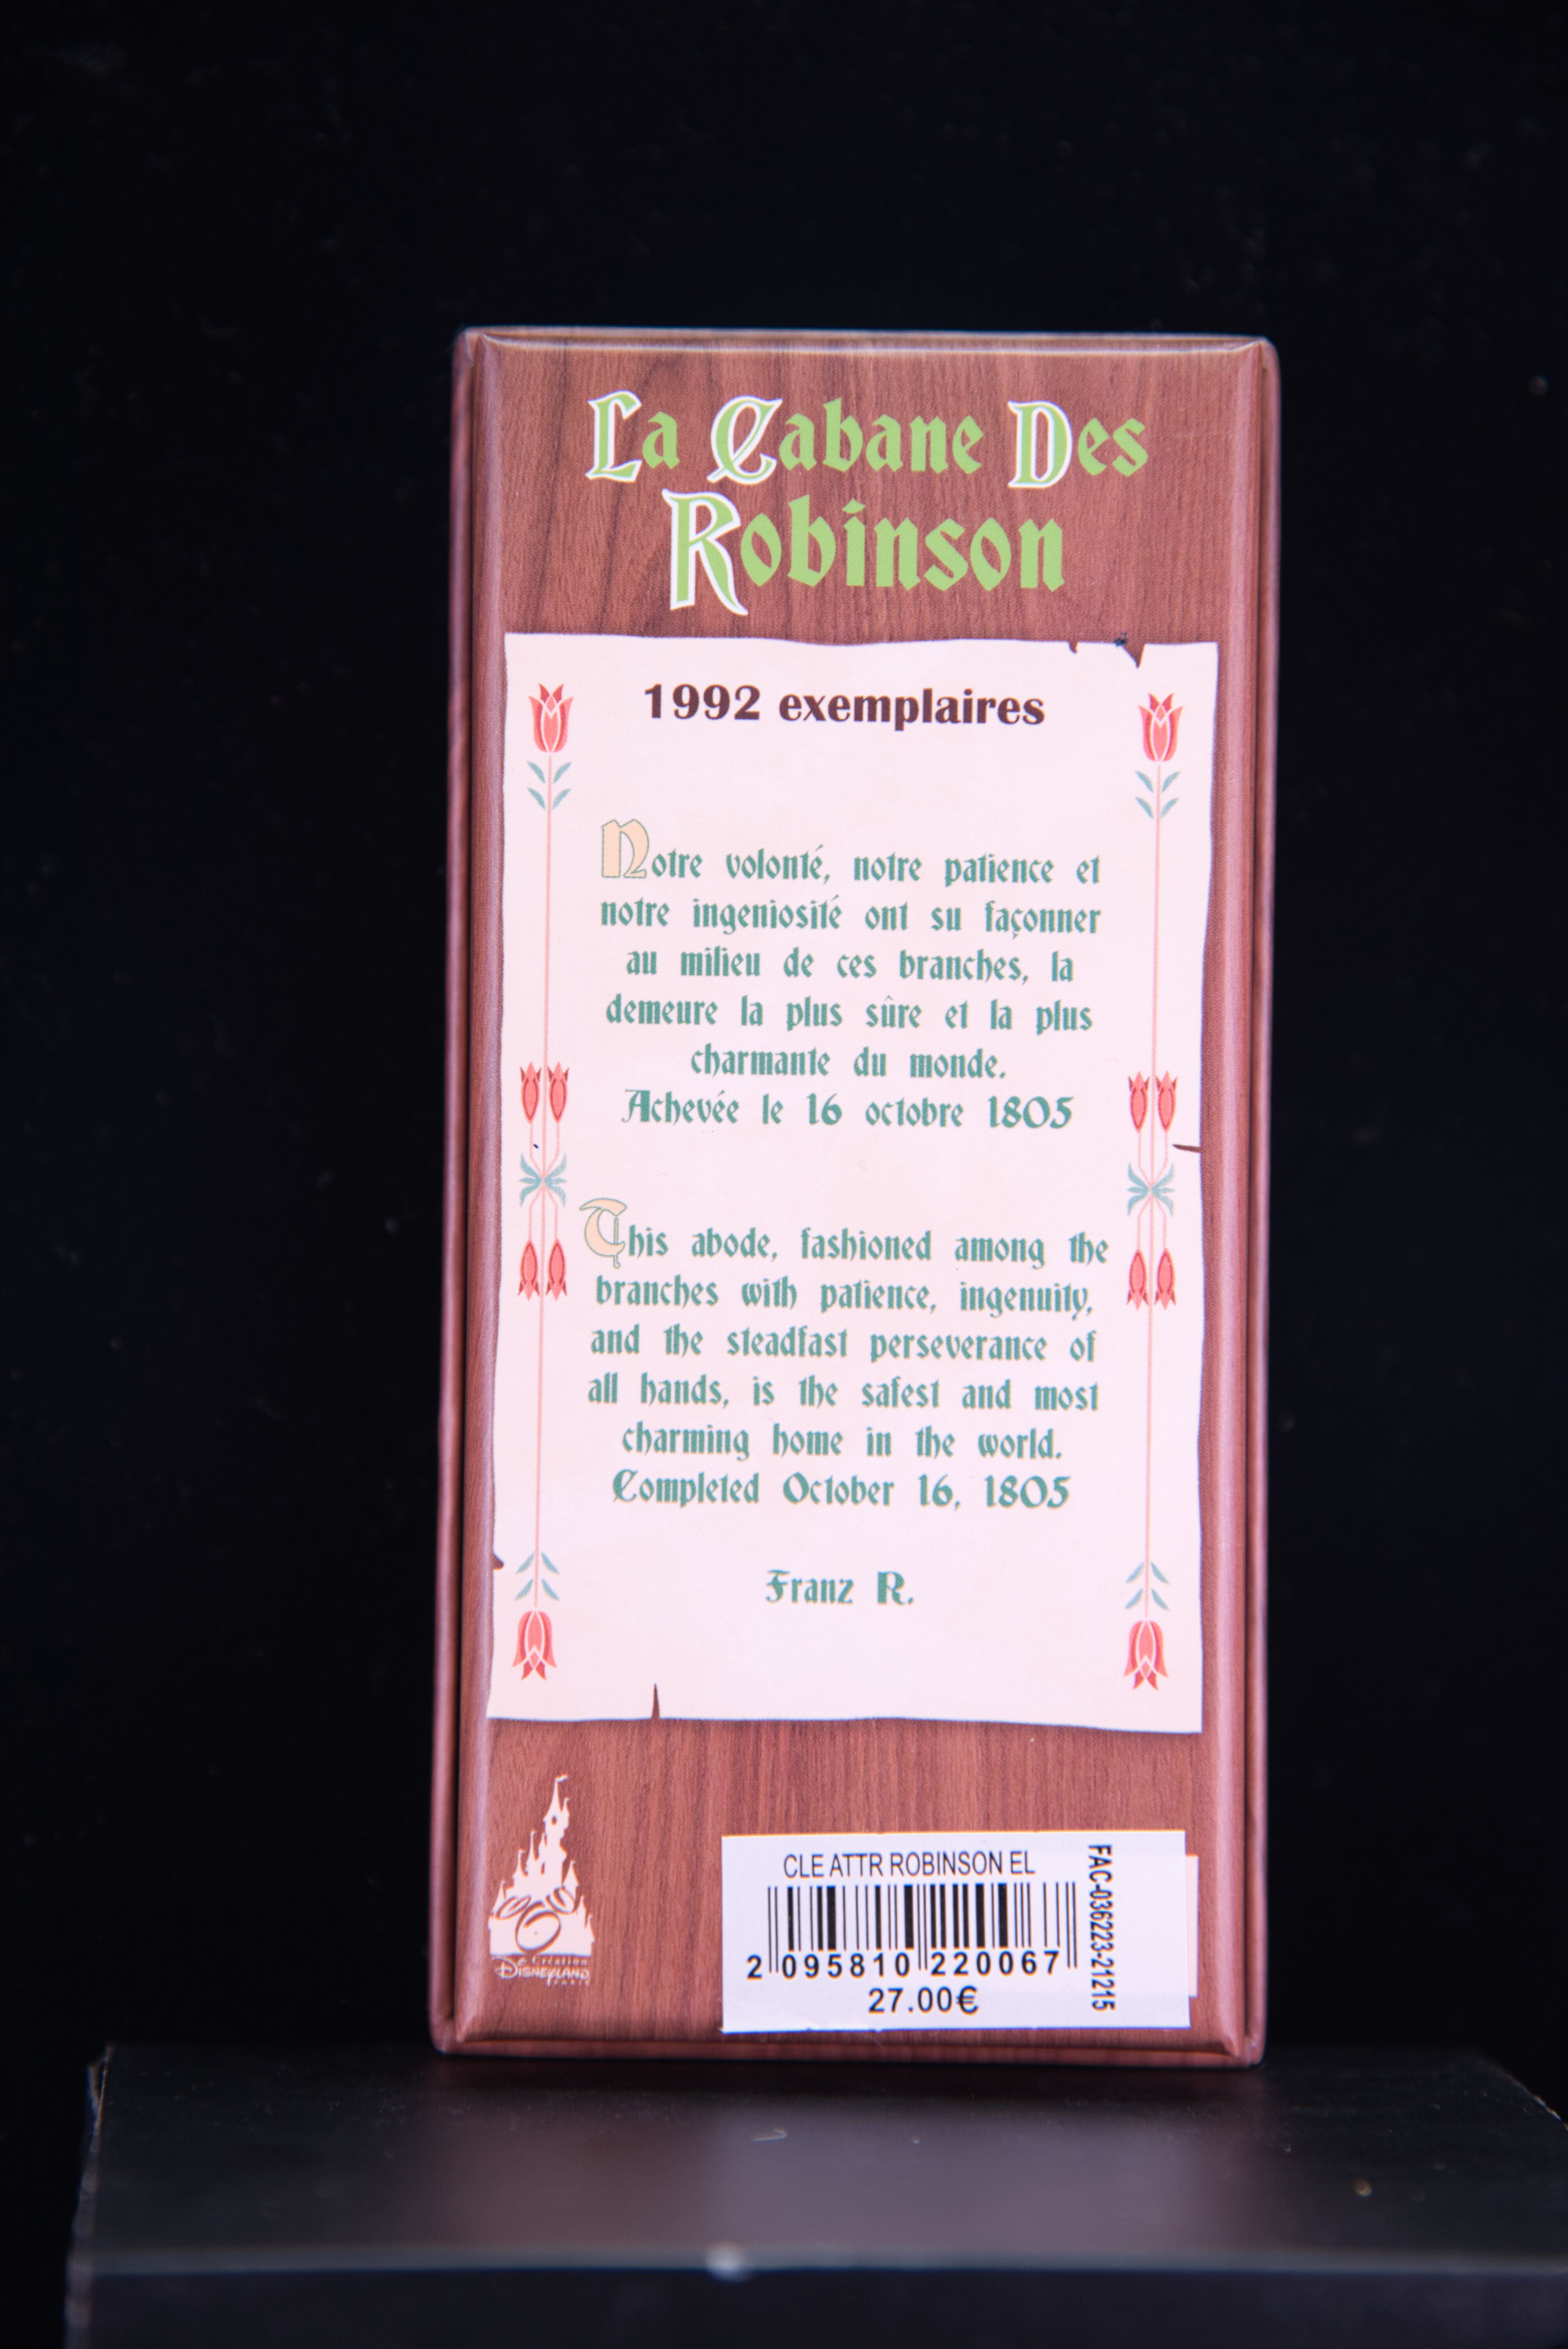 La Cabane Des
Robinson
1992 exemplaires
Notre volonté, notre patience et
notre ingeniosité ont su façonner
au milieu de ces branches, la
demeure la plus sûre et la plus
charmante du monde.
Achevée le 16 octobre 1805
This abode, fashioned among the
branches with patience, ingenuity,
and the steadfast perseverance of
all hands, is the safest and most
charming home in the world.
Completed October 16, 1805
Franz R.
Création
Disneyland
PARIS
CLE ATTR ROBINSON EL
2 095810 220067
27.00€
FAC-036223-21215